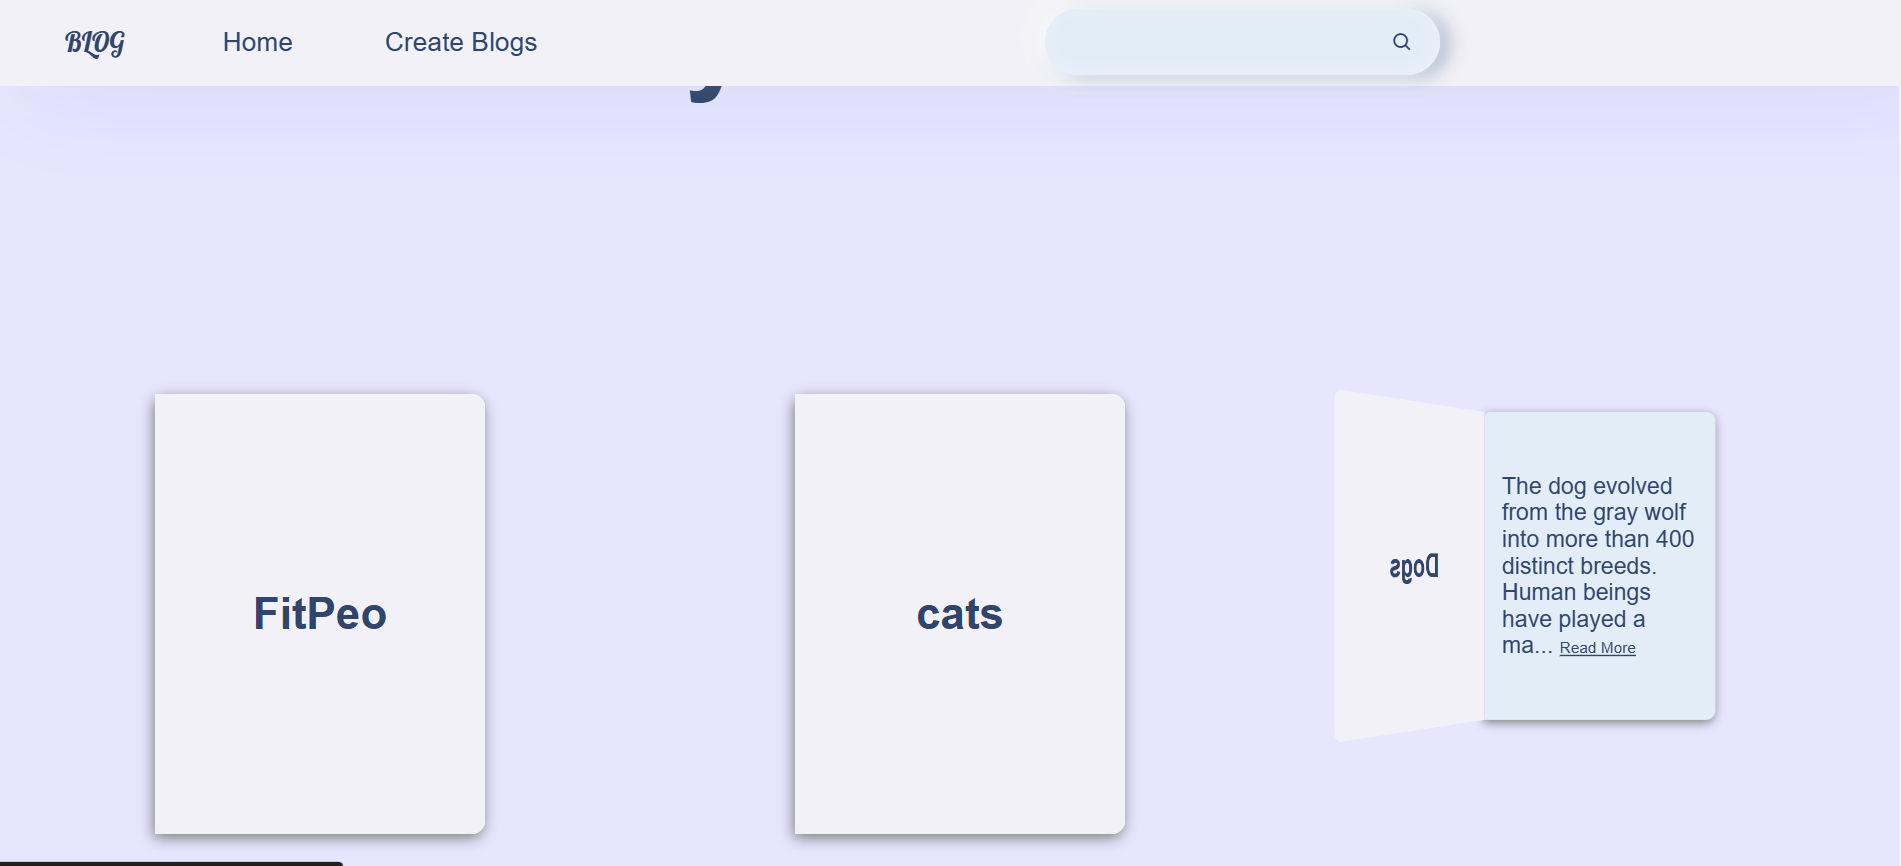 BLOG
Home
Create Blogs
FitPeo
cats
Dogs
The dog evolved
from the gray wolf
into more than 400
distinct breeds.
Human beings
have played a
ma... Read More